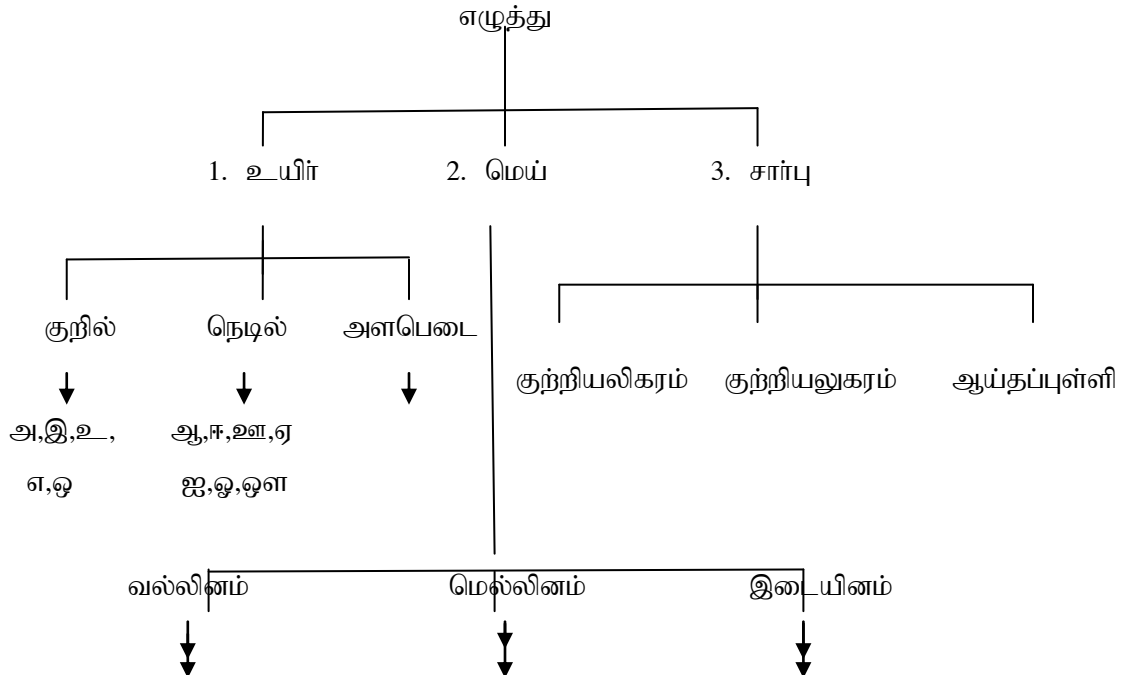 எழுத்து
1. உயிர் 2. மெய் 3. சார்பு
குறில் நெடில் அளபெடை
குற்றியலிகரம் குற்றியலுகரம் ஆய்தப்புள்ளி
அ,இ,உ, ஆ,ஈ,ஊ,ஏ
எ,ஒ ஐ,ஓ,ஔ
வல்லினம் மெல்லினம் இடையினம்